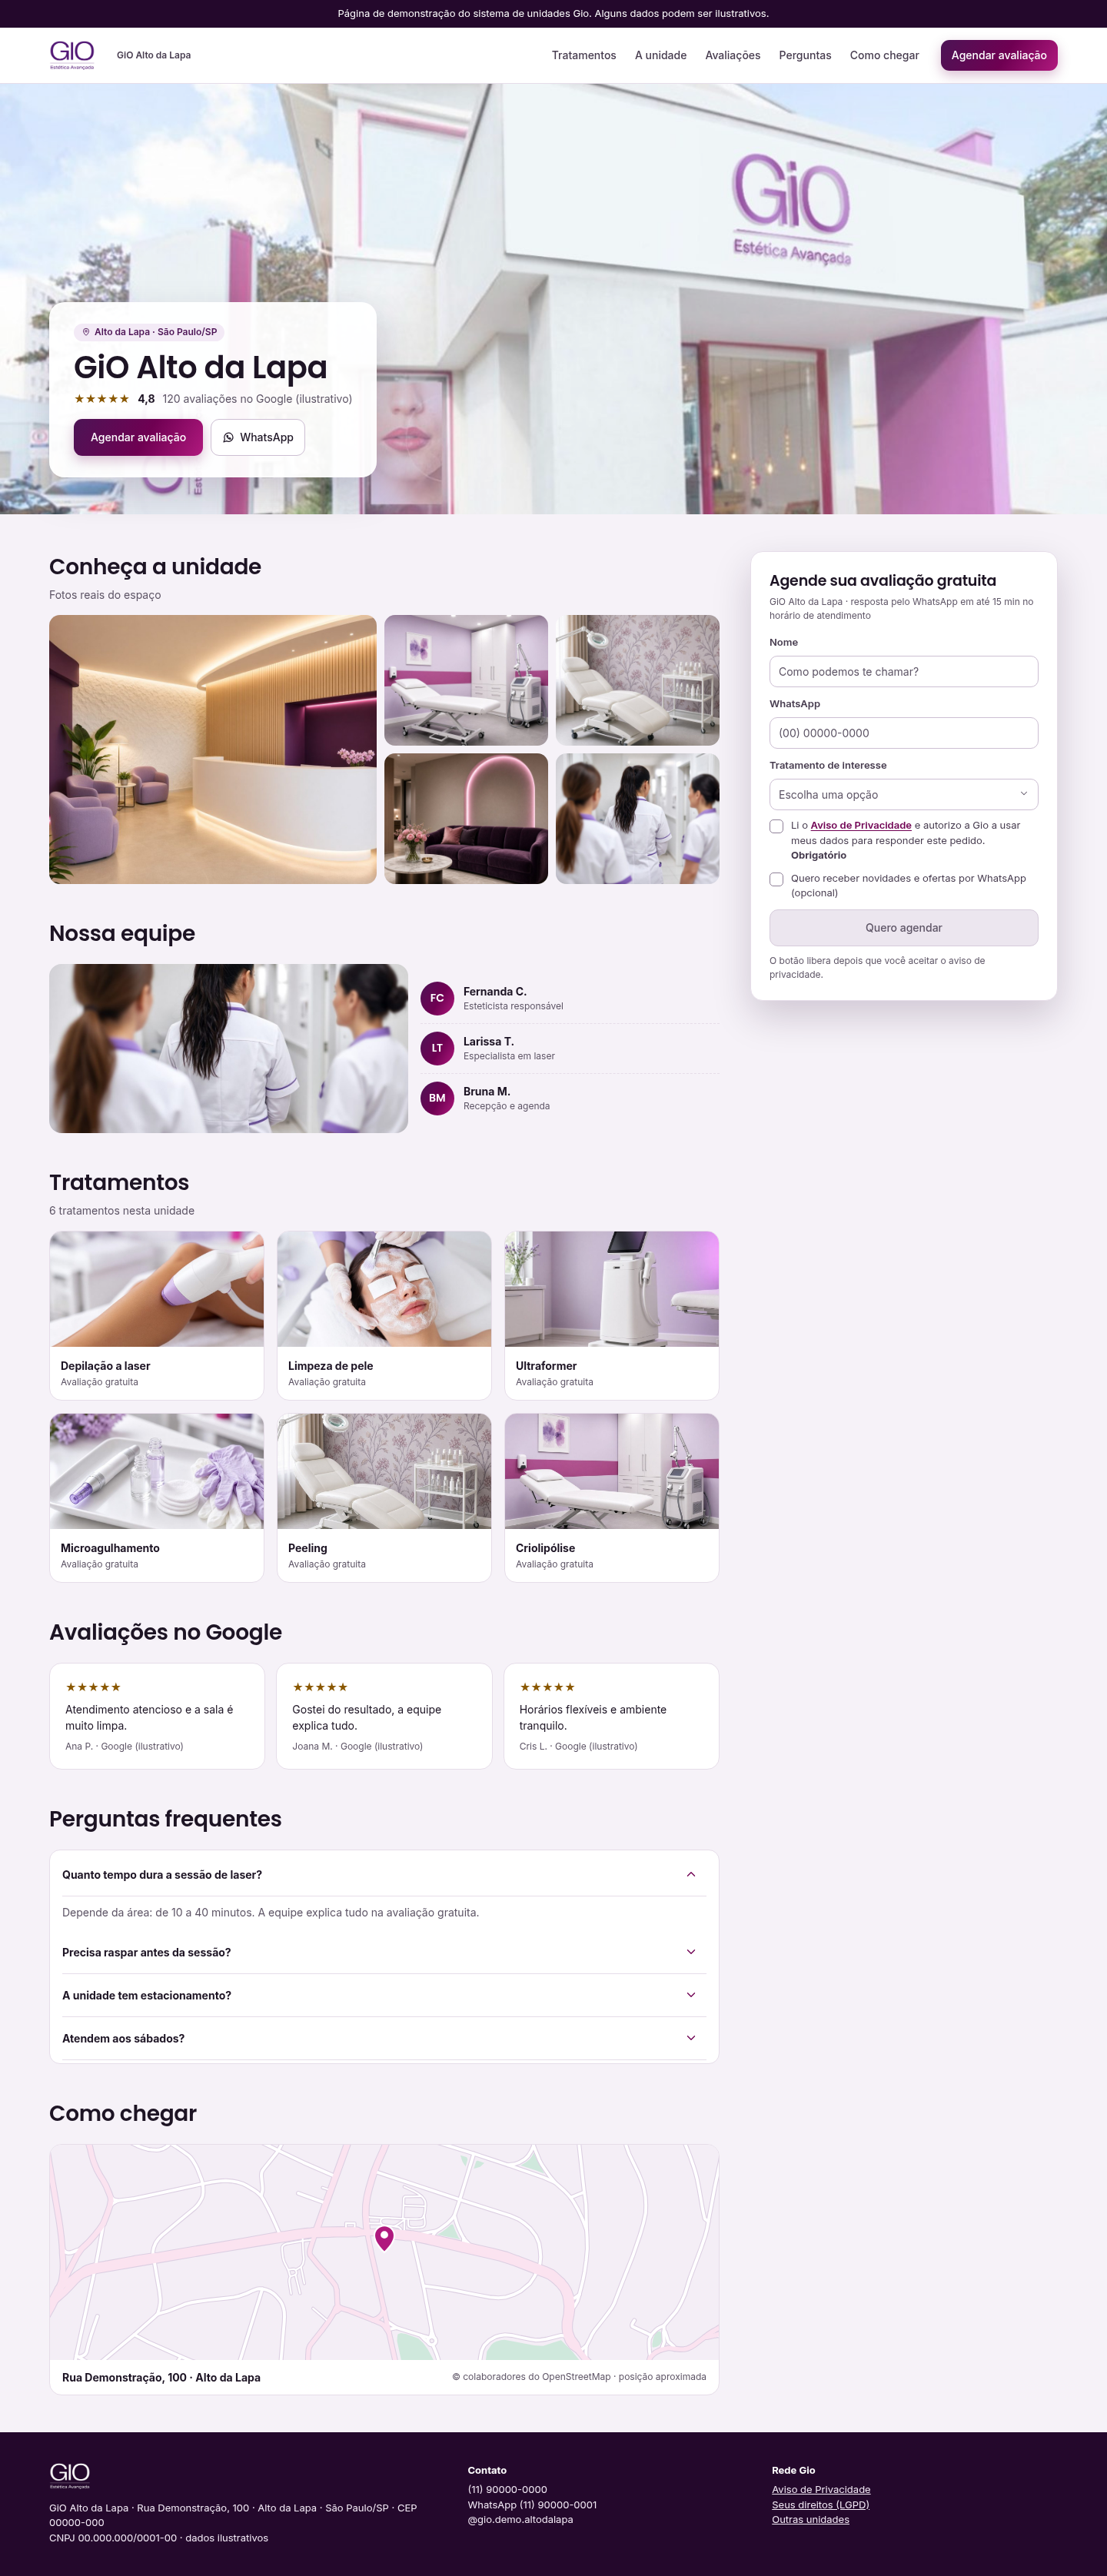 Página de demonstração do sistema de unidades Gio. Alguns dados podem ser ilustrativos.
GIO
Estética Avançada
GiO Alto da Lapa
Tratamentos
A unidade
Avaliações
Perguntas
Como chegar
Agendar avaliação
GiO
Estética Avançada
Alto da Lapa · São Paulo/SP
GiO Alto da Lapa
★★★★★ 4,8 120 avaliações no Google (ilustrativo)
Agendar avaliação
WhatsApp
Conheça a unidade
Fotos reais do espaço
Agende sua avaliação gratuita
GiO Alto da Lapa · resposta pelo WhatsApp em até 15 min no
horário de atendimento
Nome
Como podemos te chamar?
WhatsApp
(00) 00000-0000
Tratamento de interesse
Escolha uma opção
Li o Aviso de Privacidade e autorizo a Gio a usar
meus dados para responder este pedido.
Obrigatório
Quero receber novidades e ofertas por WhatsApp
(opcional)
Quero agendar
O botão libera depois que você aceitar o aviso de
privacidade.
Nossa equipe
FC
Fernanda C.
Esteticista responsável
LT
Larissa T.
Especialista em laser
BM
Bruna M.
Recepção e agenda
Tratamentos
6 tratamentos nesta unidade
Depilação a laser
Avaliação gratuita
Limpeza de pele
Avaliação gratuita
Ultraformer
Avaliação gratuita
Microagulhamento
Avaliação gratuita
Peeling
Avaliação gratuita
Criolipólise
Avaliação gratuita
Avaliações no Google
★★★★★
Atendimento atencioso e a sala é
muito limpa.
Ana P. · Google (ilustrativo)
★★★★★
Gostei do resultado, a equipe
explica tudo.
Joana M. · Google (ilustrativo)
★★★★★
Horários flexíveis e ambiente
tranquilo.
Cris L. · Google (ilustrativo)
Perguntas frequentes
Quanto tempo dura a sessão de laser?
Depende da área: de 10 a 40 minutos. A equipe explica tudo na avaliação gratuita.
Precisa raspar antes da sessão?
A unidade tem estacionamento?
Atendem aos sábados?
Como chegar
Rua Demonstração, 100 · Alto da Lapa
© colaboradores do OpenStreetMap · posição aproximada
GIO
Estética Avançada
GiO Alto da Lapa · Rua Demonstração, 100 · Alto da Lapa · São Paulo/SP · CEP
00000-000
CNPJ 00.000.000/0001-00 · dados ilustrativos
Contato
(11) 90000-0000
WhatsApp (11) 90000-0001
@gio.demo.altodalapa
Rede Gio
Aviso de Privacidade
Seus direitos (LGPD)
Outras unidades